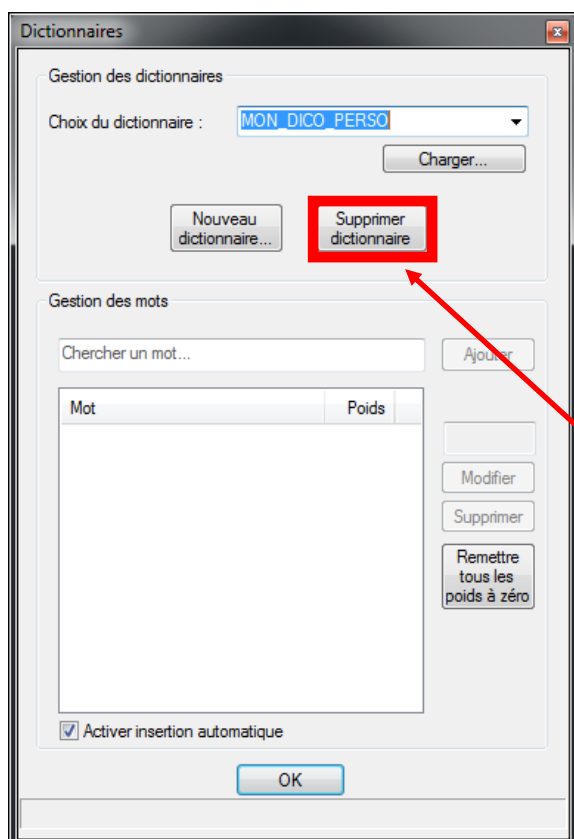 Dictionnaires
Gestion des dictionnaires
Choix du dictionnaire :
MON_DICO_PERSO
Charger...
Nouveau
dictionnaire...
Supprimer
dictionnaire
Gestion des mots
Chercher un mot...
Ajouter
Mot Poids
Modifier
Supprimer
Remettre
tous les
poids à zéro
Activer insertion automatique
OK